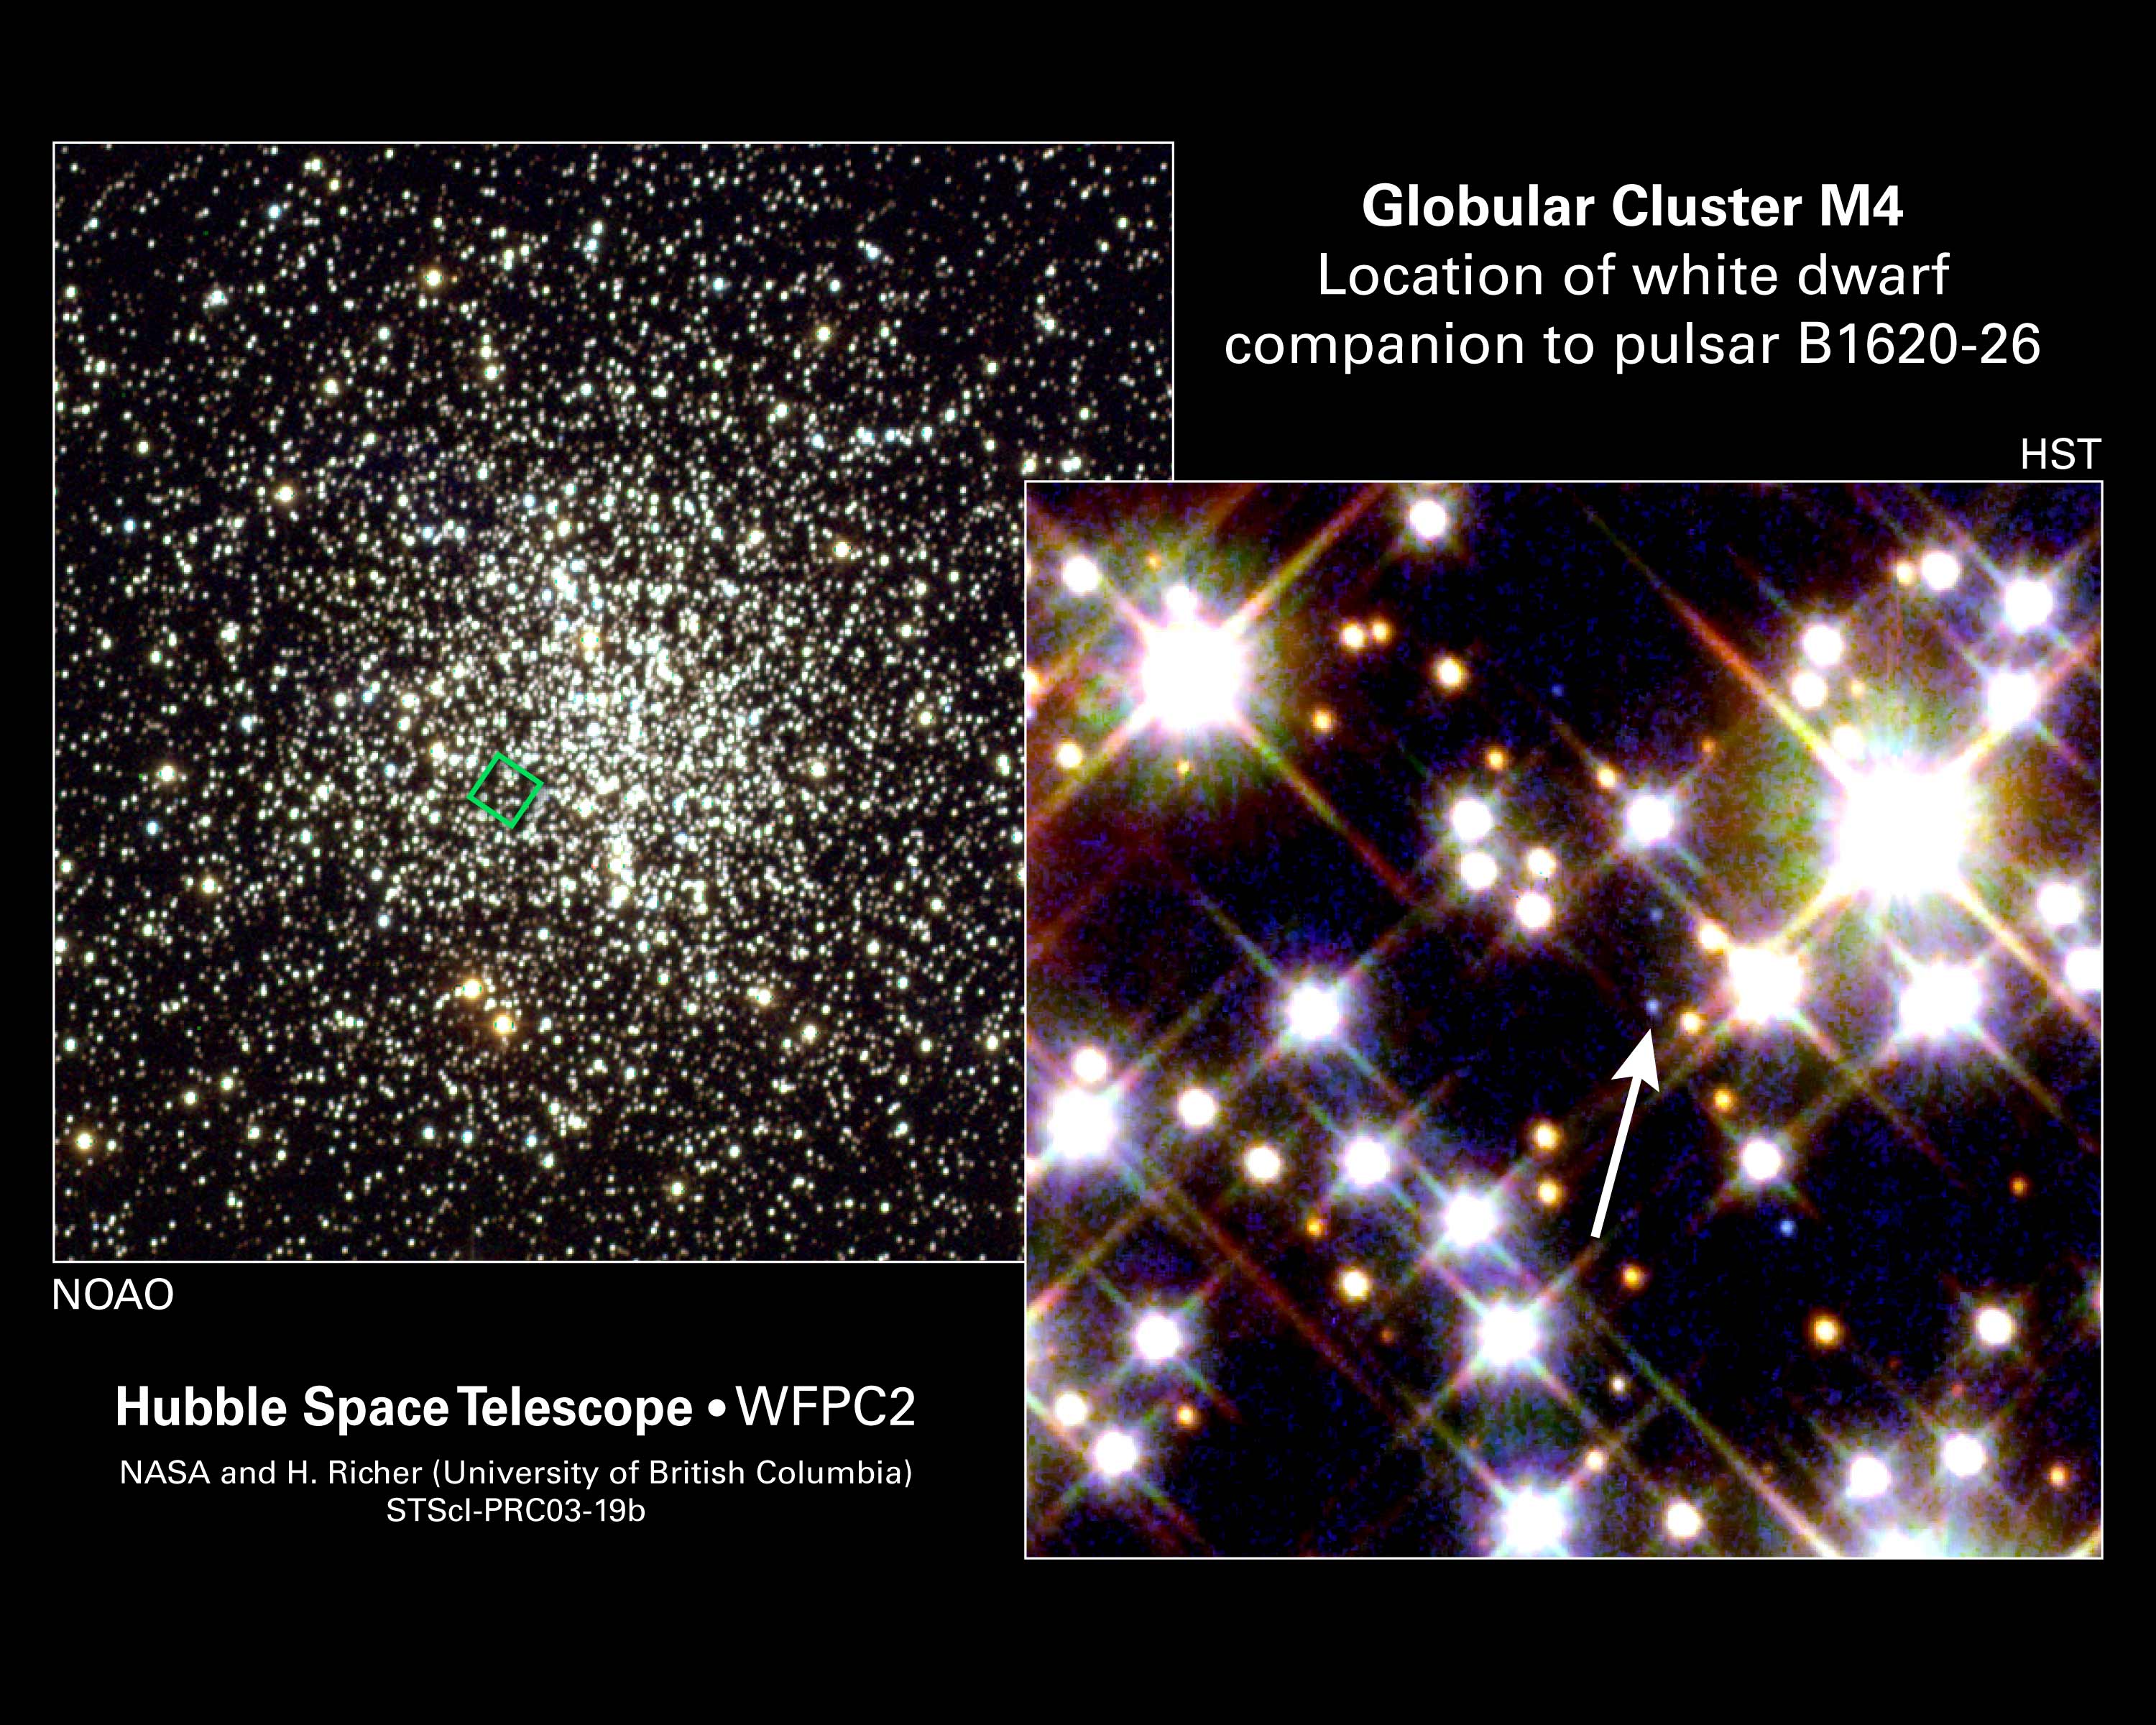 Globular Cluster M4
Location of white dwarf
companion to pulsar B1620-26
HST
NOAO
Hubble Space Telescope • WFPC2
NASA and H. Richer (University of British Columbia)
STScI-PRC03-19b